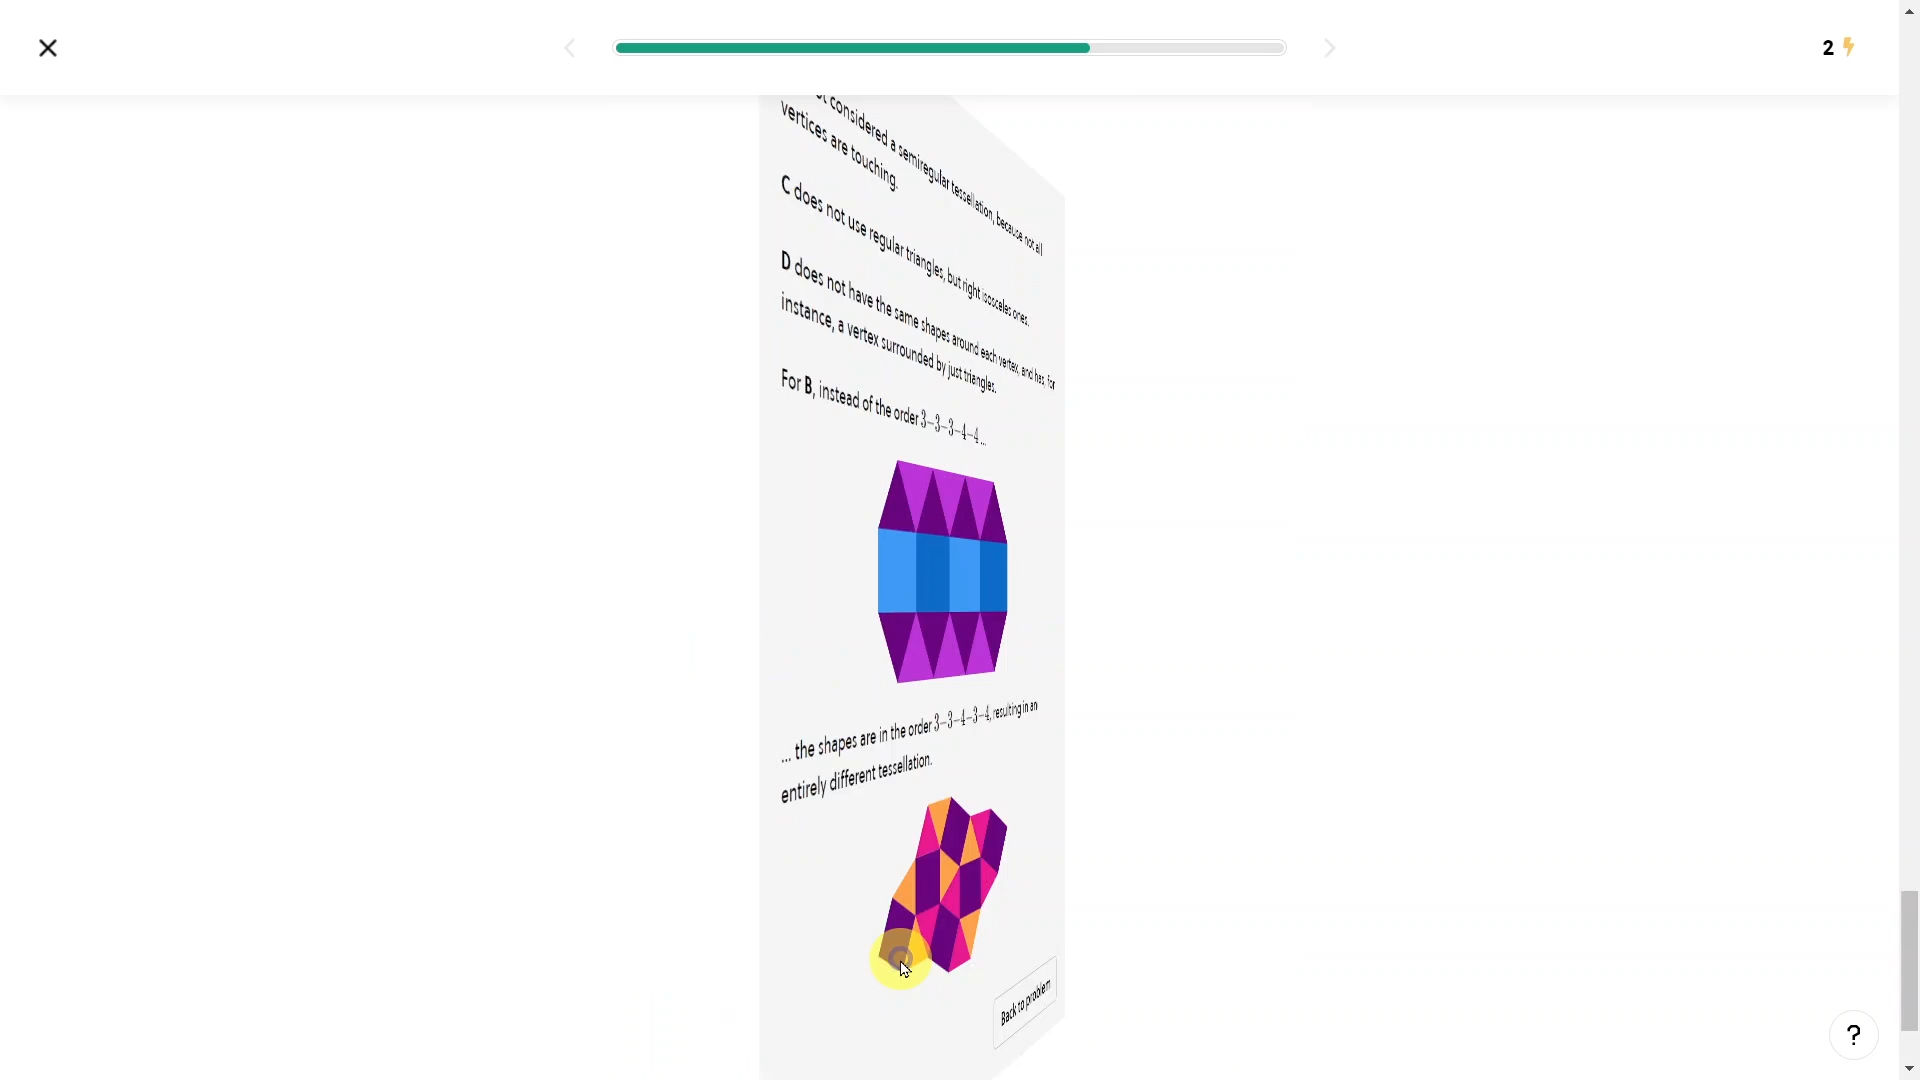 2
considered a semiregular tessellation, because not all
vertices are touching.
C does not use regular triangles, but right isosceles ones.
D does not have the same shapes around each vertex, and has, for
instance, a vertex surrounded by just triangles.
For B, instead of the order 3–3–3–4–4 ...
... the shapes are in the order 3–3–4–3–4, resulting in an
entirely different tessellation.
Back to problem
?